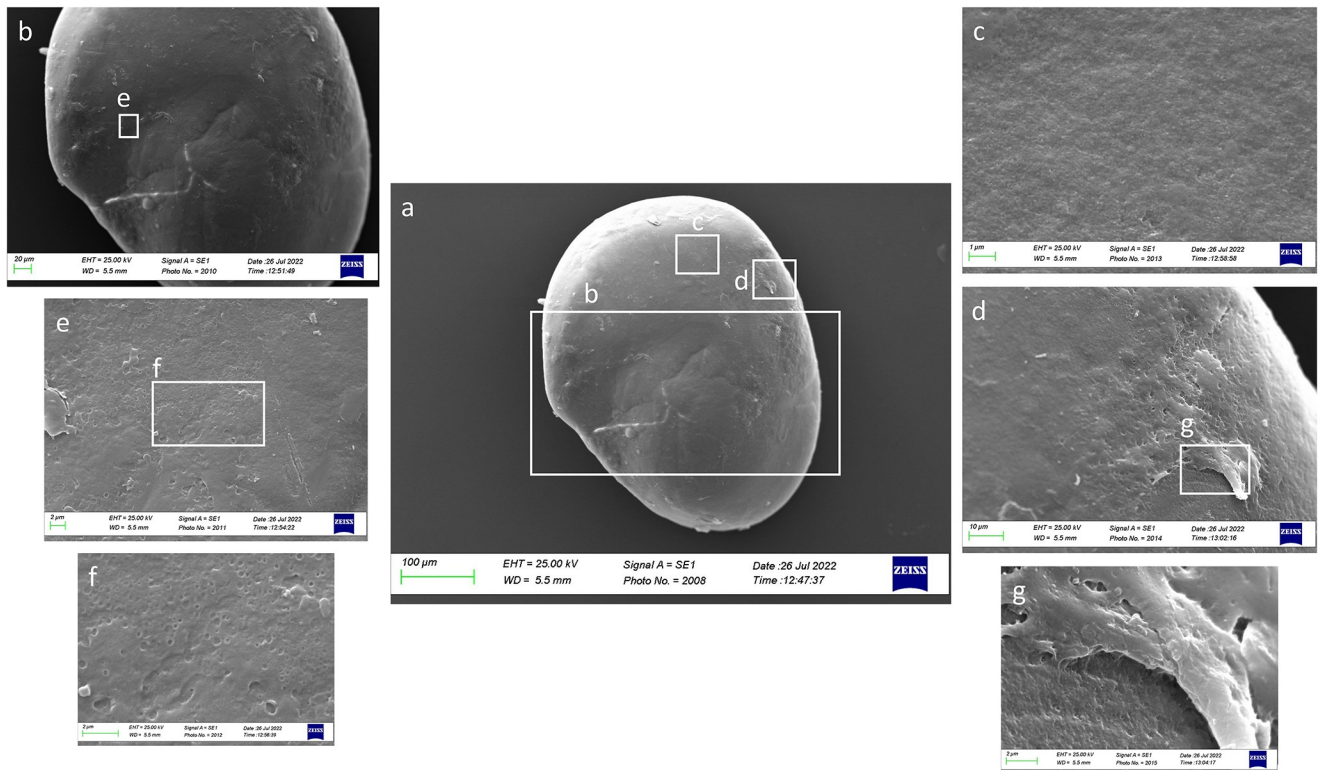 b
e
20 µm
EHT = 25.00 kV
Signal A = SE1
Date :26 Jul 2022
WD = 5.5 mm
Photo No. = 2010
Time :12:51:49
ZEISS
e
f
2 µm
EHT = 25.00 kV
Signal A = SE1
Date :26 Jul 2022
WD = 5.5 mm
Photo No. = 2011
Time :12:54:22
ZEISS
f
2 µm
EHT = 25.00 kV
Signal A = SE1
Date :26 Jul 2022
WD = 5.5 mm
Photo No. = 2012
Time :12:56:39
ZEISS
a
c
d
b
100 µm
EHT = 25.00 kV
Signal A = SE1
Date :26 Jul 2022
WD = 5.5 mm
Photo No. = 2008
Time :12:47:37
ZEISS
c
1 µm
EHT = 25.00 kV
Signal A = SE1
Date :26 Jul 2022
WD = 5.5 mm
Photo No. = 2013
Time :12:58:58
ZEISS
d
g
10 µm
EHT = 25.00 kV
Signal A = SE1
Date :26 Jul 2022
WD = 5.5 mm
Photo No. = 2014
Time :13:02:16
ZEISS
g
2 µm
EHT = 25.00 kV
Signal A = SE1
Date :26 Jul 2022
WD = 5.5 mm
Photo No. = 2015
Time :13:04:17
ZEISS